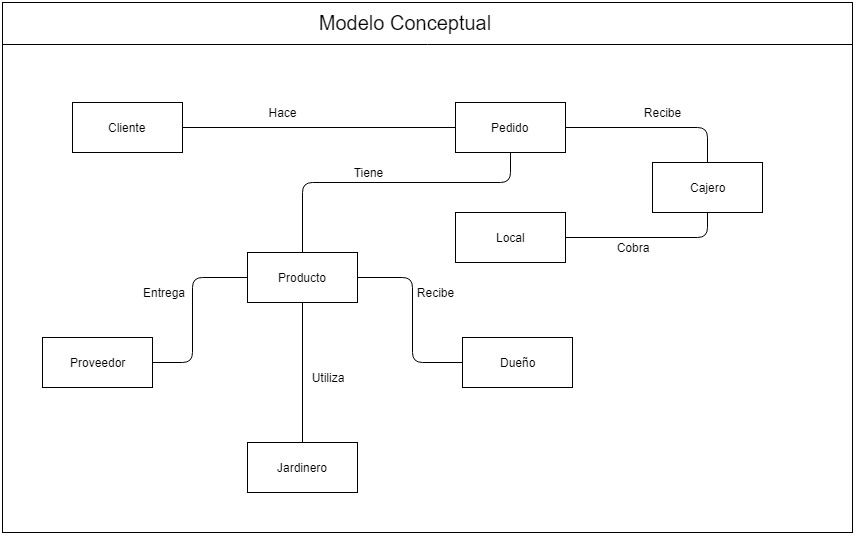 Modelo Conceptual
Cliente
Hace
Pedido
Recibe
Cajero
Tiene
Local
Cobra
Producto
Entrega
Recibe
Proveedor
Dueño
Utiliza
Jardinero